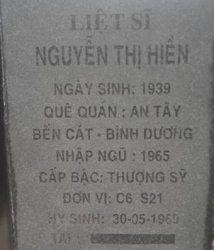 LIỆT SĨ
NGUYỄN THỊ HIỀN
NGÀY SINH: 1939
QUÊ QUÁN : AN TÂY
BẾN CÁT - BÌNH DƯƠNG
NHẬP NGŨ : 1965
CẤP BẬC: THƯỢNG SỸ
ĐƠN VỊ: C6 S21
HY SINH: 30-05-1969
TẠI: